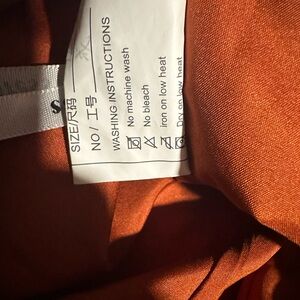 S
SIZE/尺码
NO / 工号
WASHING INSTRUCTIONS
No machine wash
No bleach
iron on low heat
Dry on low heat